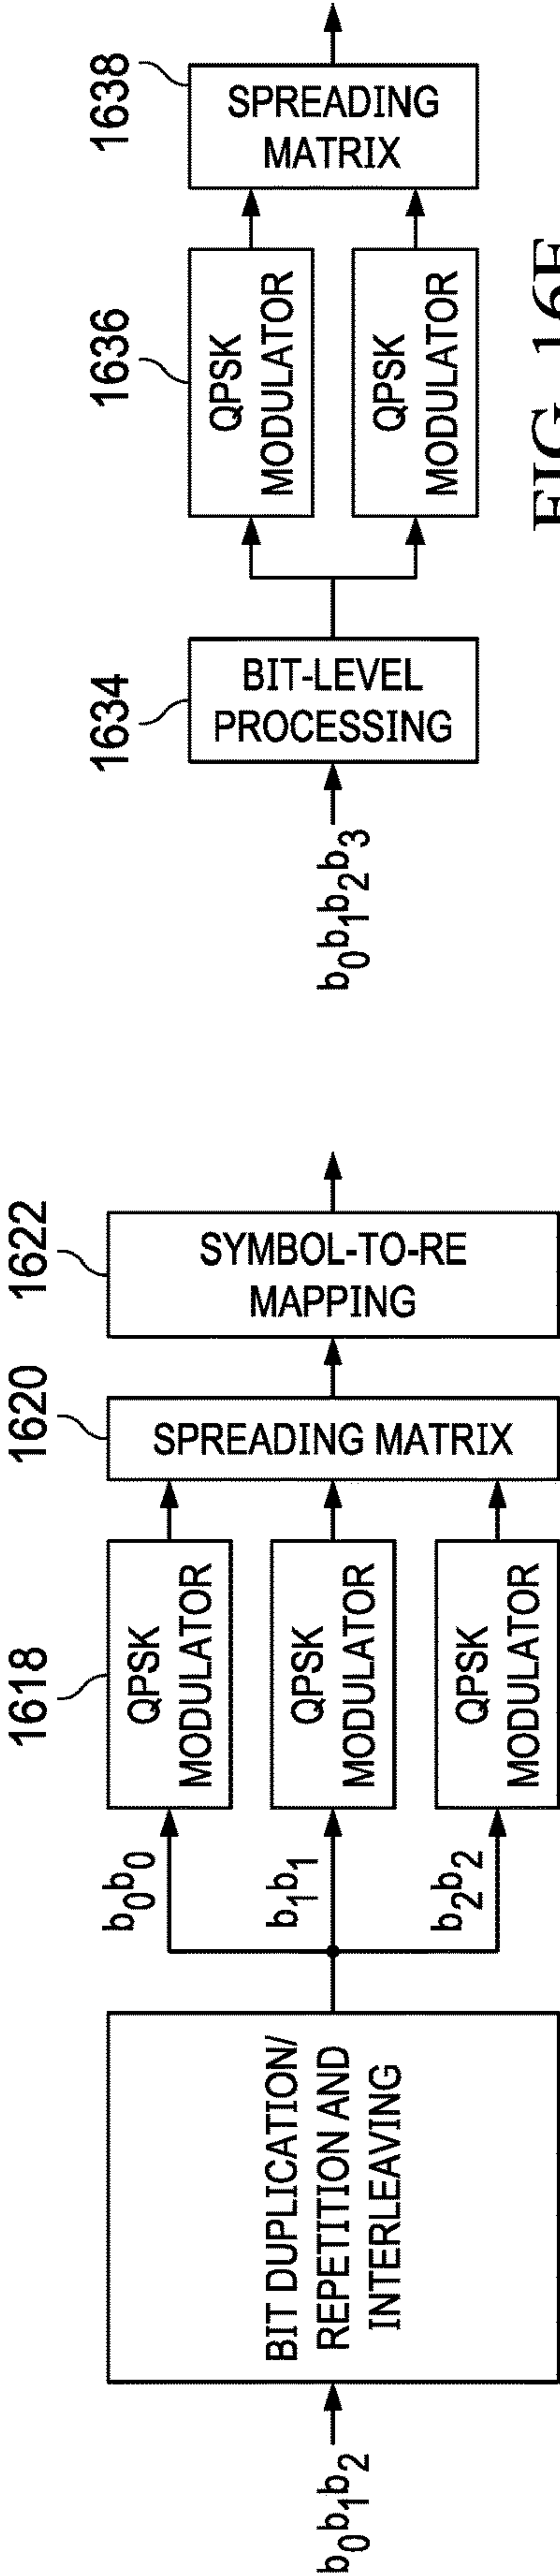 b0b1b2
BIT DUPLICATION/
REPETITION AND
INTERLEAVING
b0b0
b1b1
b2b2
1618
QPSK
MODULATOR
QPSK
MODULATOR
QPSK
MODULATOR
1620
SPREADING MATRIX
1622
SYMBOL-TO-RE
MAPPING
b0b1b2b3
1634
BIT-LEVEL
PROCESSING
1636
QPSK
MODULATOR
QPSK
MODULATOR
1638
SPREADING
MATRIX
FIG.